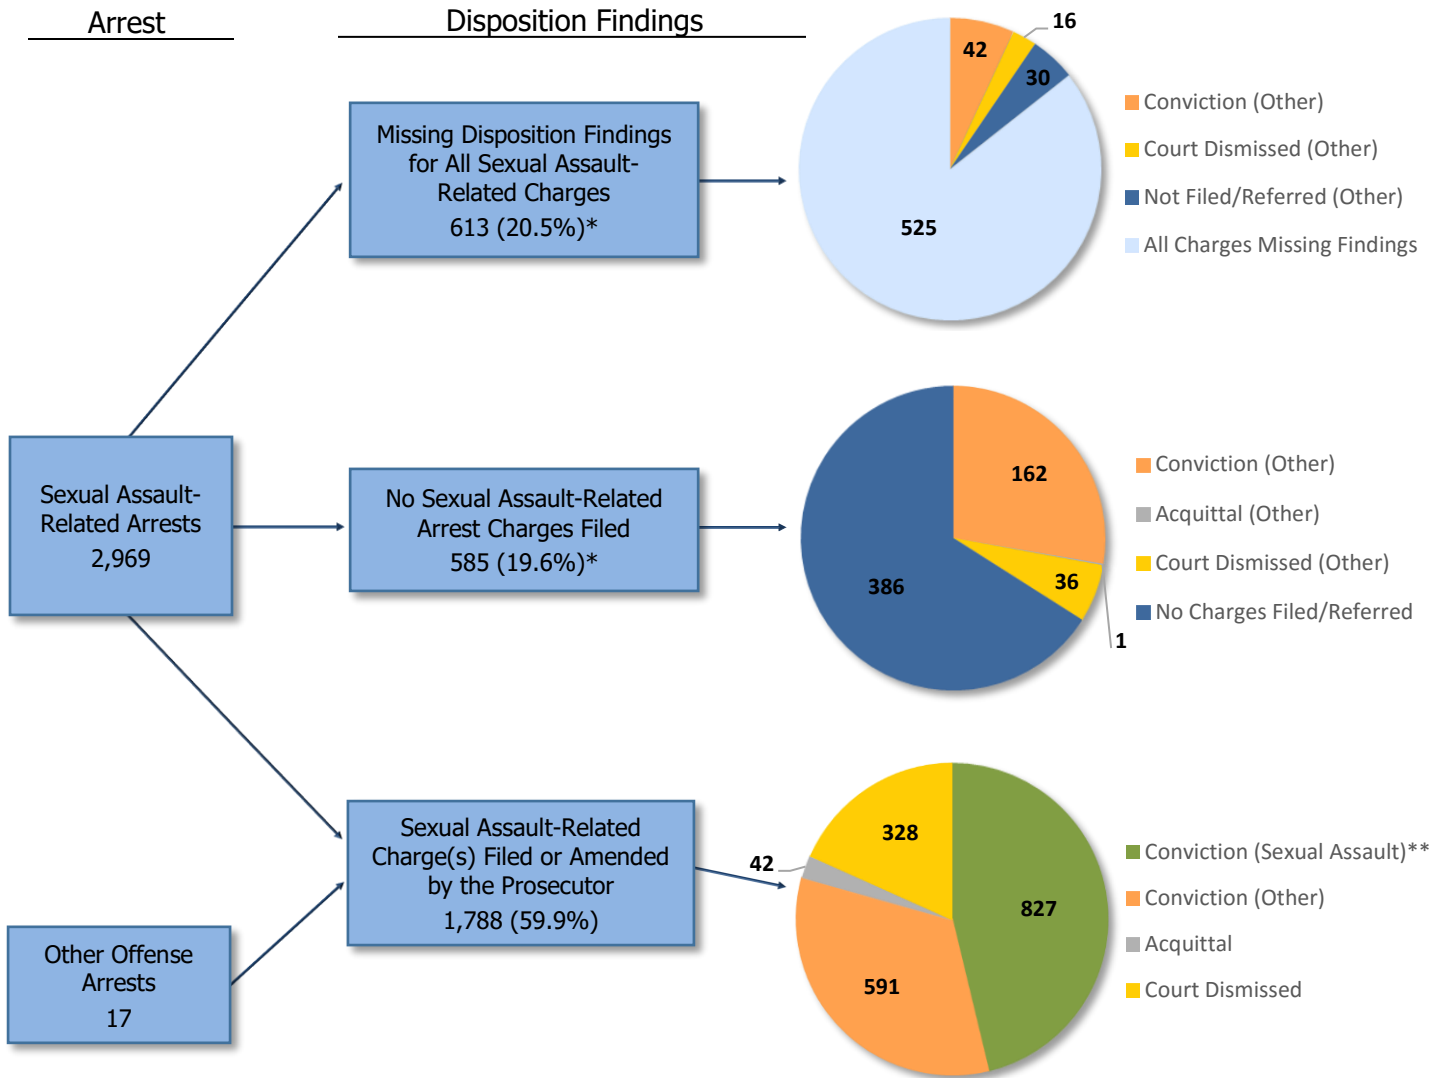 Arrest
Disposition Findings
Missing Disposition Findings
for All Sexual Assault-
Related Charges
613 (20.5%)*
42
16
30
525
Conviction (Other)
Court Dismissed (Other)
Not Filed/Referred (Other)
All Charges Missing Findings
Sexual Assault-
Related Arrests
2,969
No Sexual Assault-Related
Arrest Charges Filed
585 (19.6%)*
162
36
1
386
Conviction (Other)
Acquittal (Other)
Court Dismissed (Other)
No Charges Filed/Referred
Sexual Assault-Related
Charge(s) Filed or Amended
by the Prosecutor
1,788 (59.9%)
328
42
827
591
Conviction (Sexual Assault)**
Conviction (Other)
Acquittal
Court Dismissed
Other Offense
Arrests
17